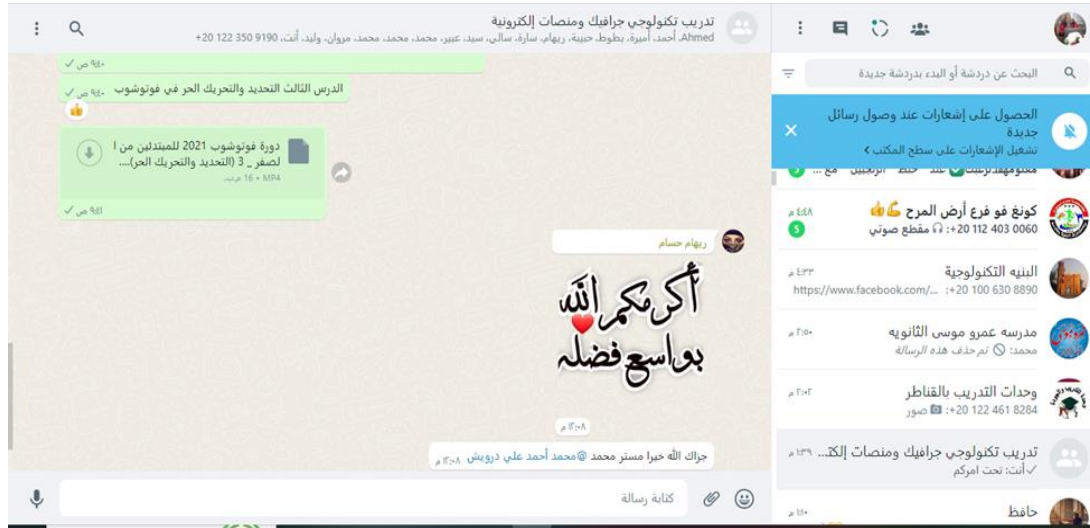 تدريب تكنولوجي جرافيك ومنصات إلكترونية
Ahmed، أحمد، أميرة، بطوط، حبيبة، ريهام، سارة، سالي، سيد، عبير، محمد، محمد، محمد، مروان، وليد، أنت، +20 122 350 9190
٩:٤٠ ص
الدرس الثالث التحديد والتحريك الحر في فوتوشوب
٩:٤٠ ص
دورة فوتوشوب 2021 للمبتدئين من ا
لصفر _ 3 (التحديد والتحريك الحر)....
16 • MP4 م.ب.
٩:٤١ ص
ريهام حسام
أكرمكم الله
بواسع فضله
١٢:٠٨ م
جزاك الله خيرا مستر محمد @محمد أحمد علي درويش
١٢:٠٨ م
كتابة رسالة
البحث عن دردشة أو البدء بدردشة جديدة
الحصول على إشعارات عند وصول رسائل
جديدة
تشغيل الإشعارات على سطح المكتب
5
كونغ فو فرع أرض المرح 👍💪
٤:٤٨ م
+20 112 403 0060: 🎧 مقطع صوتي
5
البنيه التكنولوجية
٤:٣٣ م
+20 100 630 8890: https://www.facebook.com/...
مدرسه عمرو موسى الثانويه
٢:٥٠ م
محمد: 🚫 تم حذف هذه الرسالة
وحدات التدريب بالقناطر
٢:٠٢ م
+20 122 461 8284: 📷 صور
تدريب تكنولوجي جرافيك ومنصات إلكت...
١:٣٩ م
أنت: تحت امركم
حافظ